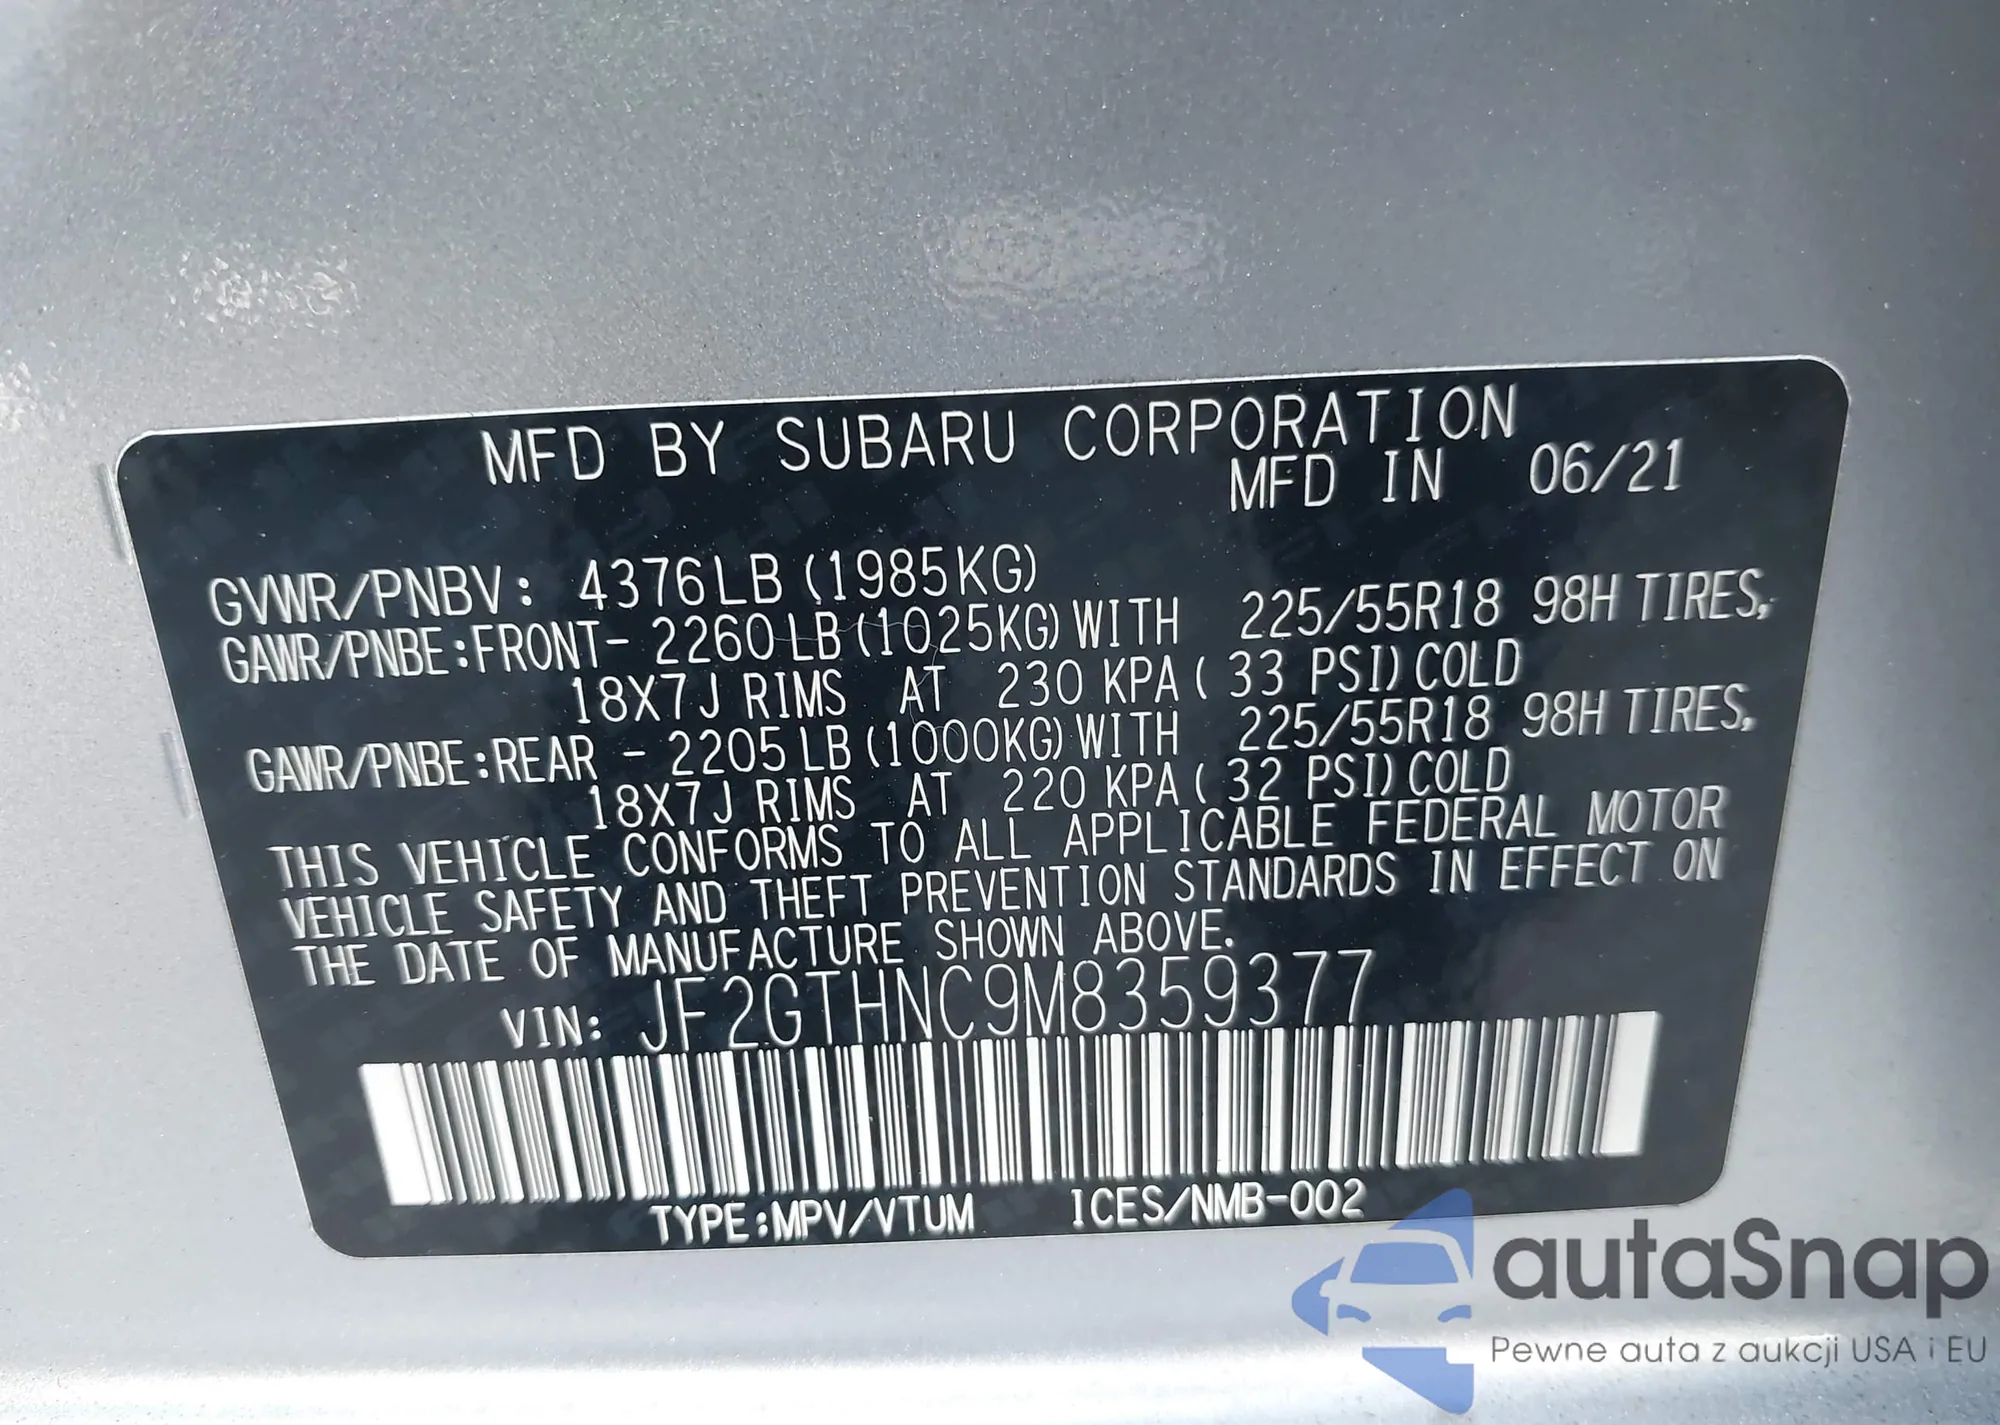 MFD BY SUBARU CORPORATION
MFD IN 06/21
GVWR/PNBV: 4376LB (1985KG)
GAWR/PNBE:FRONT- 2260LB (1025KG) WITH 225/55R18 98H TIRES,
18X7J RIMS AT 230 KPA ( 33 PSI) COLD
GAWR/PNBE:REAR - 2205LB (1000KG) WITH 225/55R18 98H TIRES,
18X7J RIMS AT 220 KPA ( 32 PSI) COLD
THIS VEHICLE CONFORMS TO ALL APPLICABLE FEDERAL MOTOR
VEHICLE SAFETY AND THEFT PREVENTION STANDARDS IN EFFECT ON
THE DATE OF MANUFACTURE SHOWN ABOVE.
VIN: JF2GTHNC9M8359377
TYPE:MPV/VTUM ICES/NMB-002
autaSnap
Pewne auta z aukcji USA i EU